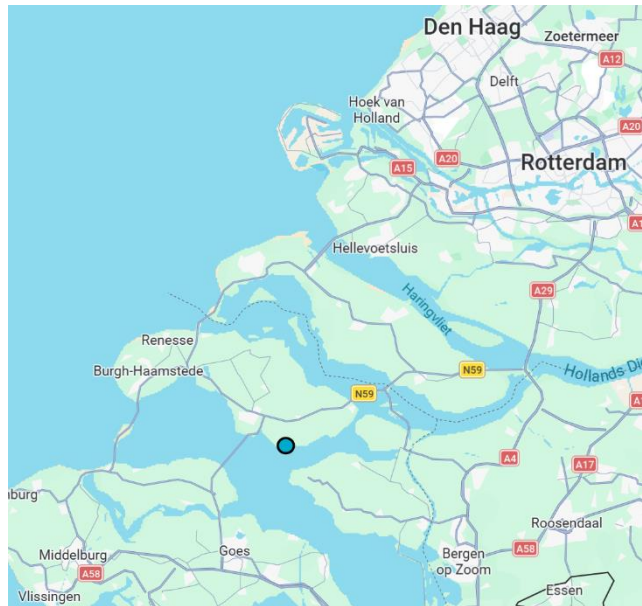 Den Haag
Zoetermeer
A12
Delft
Hoek van
Holland
A20
A20
A15
Rotterdam
Hellevoetsluis
A29
Haringvliet
Renesse
Burgh-Haamstede
N59
Hollands Di
N59
A4
A17
nburg
Roosendaal
Goes
Bergen
op Zoom
A58
Middelburg
A58
Vlissingen
Essen